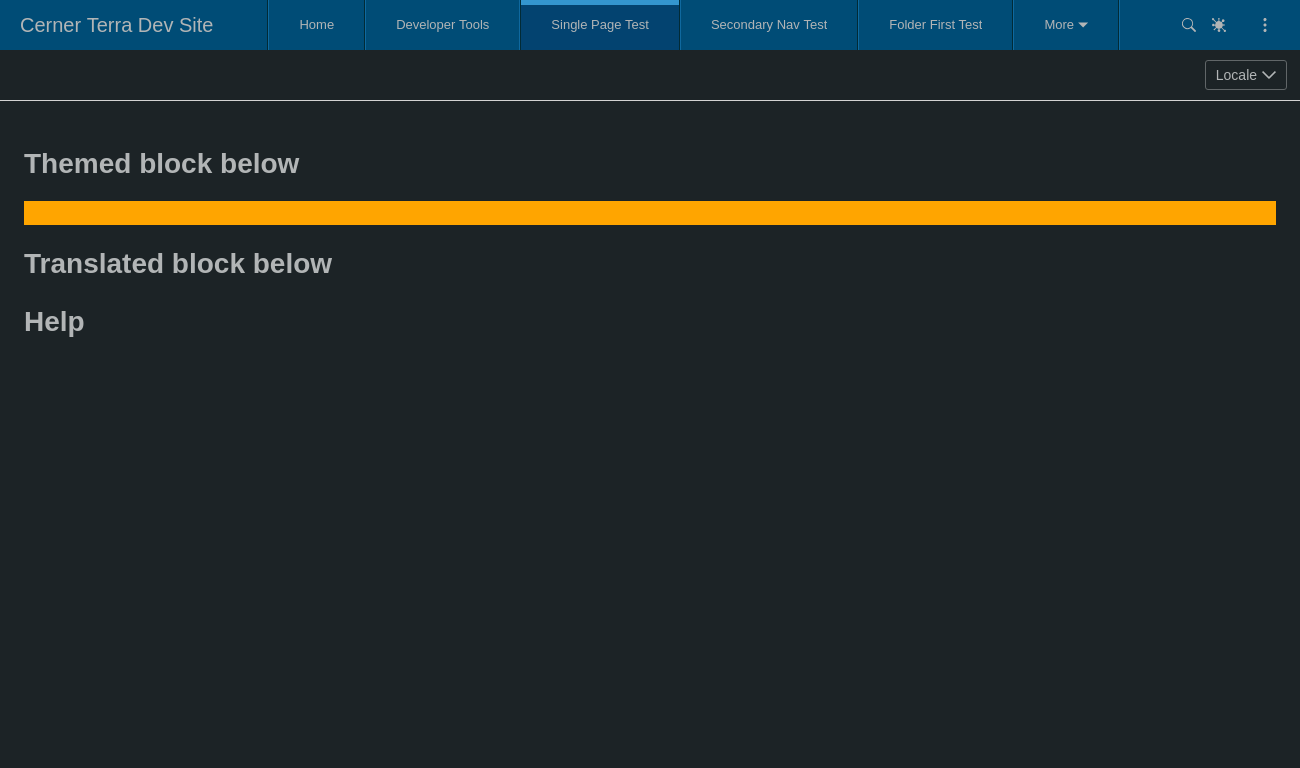 Cerner Terra Dev Site Home Developer Tools Single Page Test Secondary Nav Test Folder First Test More
Locale
Themed block below
Translated block below
Help